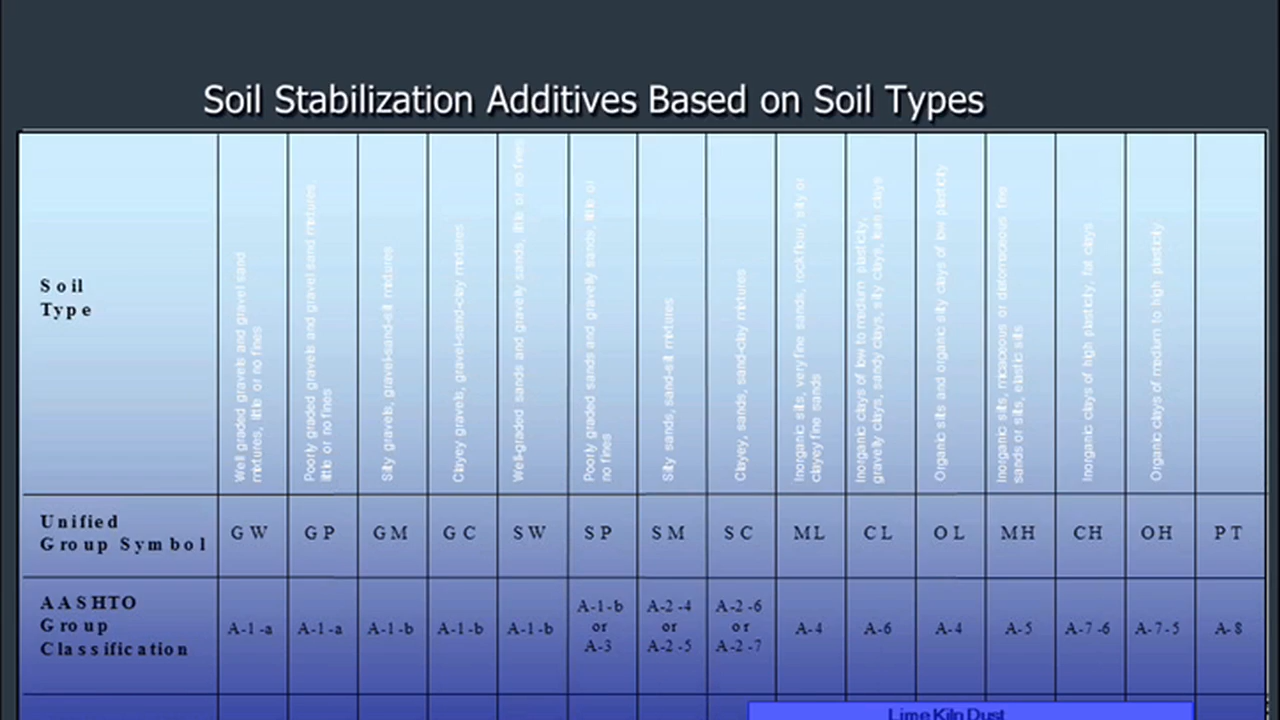 Soil Stabilization Additives Based on Soil Types
Soil
Type
Well graded gravels and gravel sand
mixtures, little or no fines
Poorly graded gravels and gravel sand mixtures,
little or no fines
Silty gravels, gravel-sand-silt mixtures
Clayey gravels, gravel-sand-clay mixtures
Well-graded sands and gravelly sands, little or no fines
Poorly graded sands and gravelly sands, little or
no fines
Silty sands, sand-silt mixtures
Clayey, sands, sand-clay mixtures
Inorganic silts, very fine sands, rock flour, silty or
clayey fine sands
Inorganic clays of low to medium plasticity,
gravelly clays, sandy clays, silty clays, lean clays
Organic silts and organic silty clays of low plasticity
Inorganic silts, micaceous or diatomaceous fine
sands or silts, elastic silts
Inorganic clays of high plasticity, fat clays
Organic clays of medium to high plasticity
Unified
Group Symbol
GW GP GM GC SW SP SM SC ML CL OL MH CH OH PT
AASHTO
Group
Classification
A-1-a A-1-a A-1-b A-1-b A-1-b
A-1-b
or
A-3
A-2-4
or
A-2-5
A-2-6
or
A-2-7
A-4 A-6 A-4 A-5 A-7-6 A-7-5 A-8
Lime Kiln Dust